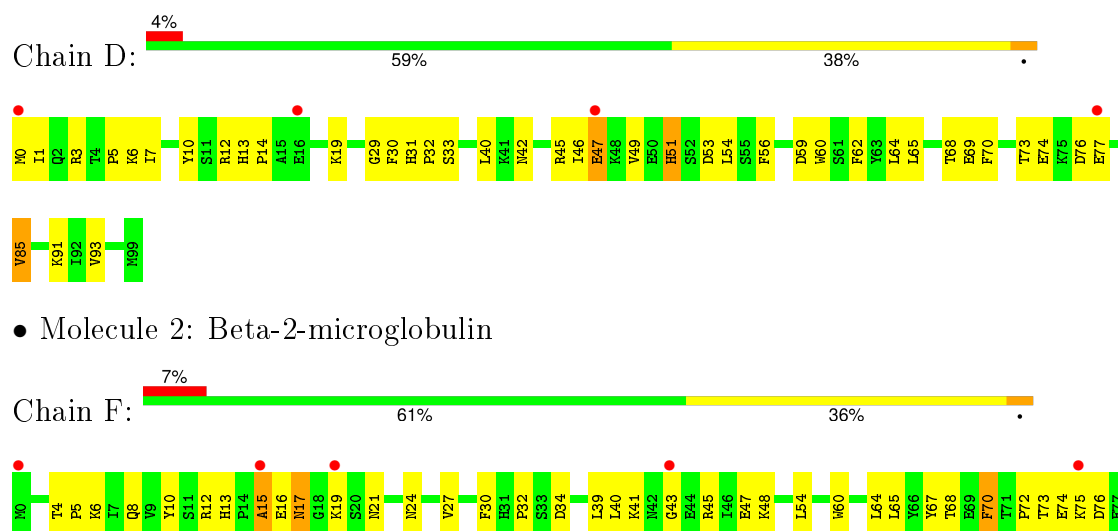 4%
Chain D:
59% 38% •
M0 I1 Q2 R3 T4 P5 K6 I7 Y10 S11 R12 H13 P14 A15 E16 K19 G29 F30 H31 P32 S33 L40 K41 N42 R45 I46 E47 K48 V49 E50 H51 S52 D53 L54 S55 F56 D59 W60 S61 F62 Y63 L64 L65 T68 E69 F70 T73 E74 K75 D76 E77
V85 K91 I92 V93 M99
• Molecule 2: Beta-2-microglobulin
7%
Chain F:
61% 36% •
M0 T4 P5 K6 I7 Q8 V9 Y10 S11 R12 H13 P14 A15 E16 N17 G18 K19 S20 N21 N24 V27 F30 H31 P32 S33 D34 L39 L40 K41 N42 G43 E44 R45 I46 E47 K48 L54 W60 L64 L65 Y66 Y67 T68 E69 F70 T71 P72 T73 E74 K75 D76 E77